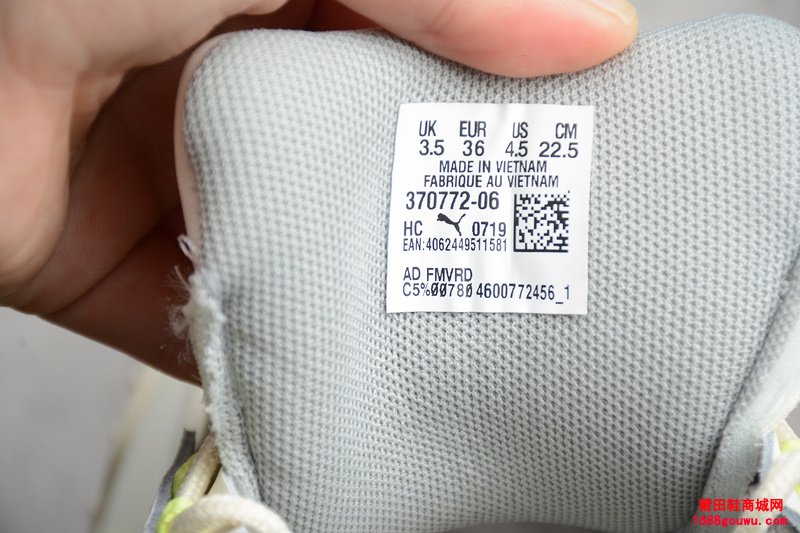 UK EUR US CM
3.5 36 4.5 22.5
MADE IN VIETNAM
FABRIQUE AU VIETNAM
370772-06
HC 0719
EAN:4062449511581
AD FMVRD
C5%00780 4600772456_1
莆田鞋商城网
1688gouwu.com